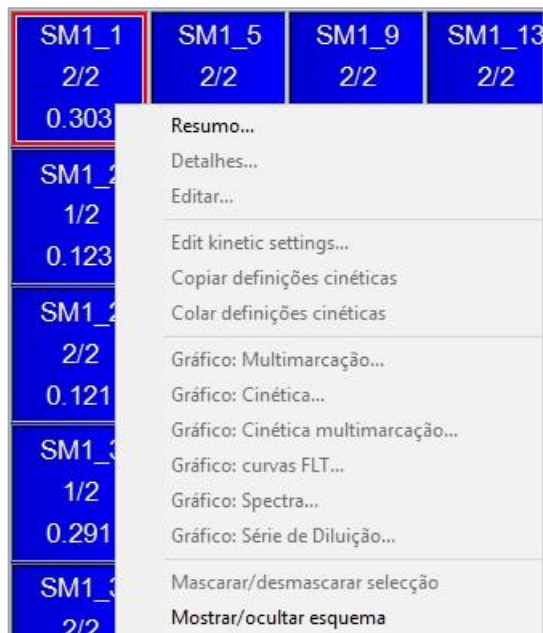 SM1_1 SM1_5 SM1_9 SM1_13
2/2 2/2 2/2 2/2
0.303
Resumo...
Detalhes...
Editar...
Edit kinetic settings...
Copiar definições cinéticas
Colar definições cinéticas
Gráfico: Multimarcação...
Gráfico: Cinética...
Gráfico: Cinética multimarcação...
Gráfico: curvas FLT...
Gráfico: Spectra...
Gráfico: Série de Diluição...
Mascarar/desmascarar selecção
Mostrar/ocultar esquema
1/2
0.123
2/2
0.121
1/2
0.291
2/2